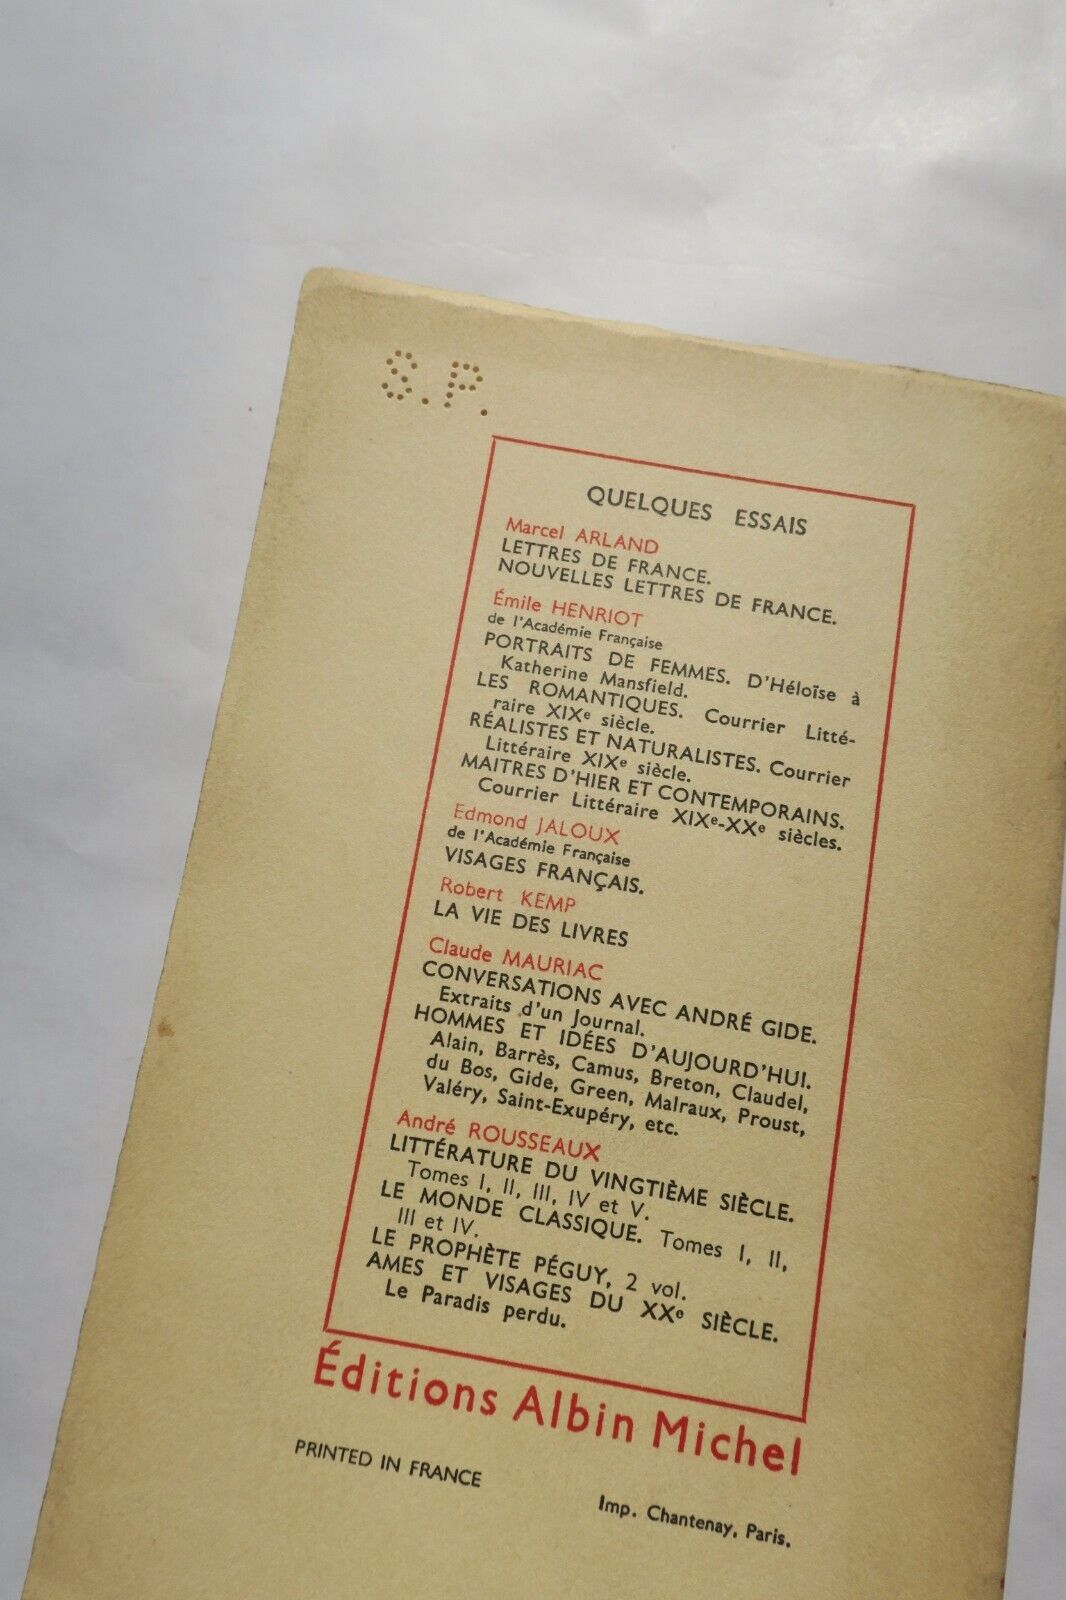 S.P.
QUELQUES ESSAIS
Marcel ARLAND
LETTRES DE FRANCE.
NOUVELLES LETTRES DE FRANCE.
Émile HENRIOT
de l'Académie Française
PORTRAITS DE FEMMES. D'Héloïse à
Katherine Mansfield.
LES ROMANTIQUES. Courrier Litté-
raire XIXe siècle.
RÉALISTES ET NATURALISTES. Courrier
Littéraire XIXe siècle.
MAITRES D'HIER ET CONTEMPORAINS.
Courrier Littéraire XIXe-XXe siècles.
Edmond JALOUX
de l'Académie Française
VISAGES FRANÇAIS.
Robert KEMP
LA VIE DES LIVRES
Claude MAURIAC
CONVERSATIONS AVEC ANDRÉ GIDE.
Extraits d'un Journal.
HOMMES ET IDÉES D'AUJOURD'HUI.
Alain, Barrès, Camus, Breton, Claudel,
du Bos, Gide, Green, Malraux, Proust,
Valéry, Saint-Exupéry, etc.
André ROUSSEAUX
LITTÉRATURE DU VINGTIÈME SIÈCLE.
Tomes I, II, III, IV et V.
LE MONDE CLASSIQUE. Tomes I, II,
III et IV.
LE PROPHÈTE PÉGUY, 2 vol.
AMES ET VISAGES DU XXe SIÈCLE.
Le Paradis perdu.
Éditions Albin Michel
PRINTED IN FRANCE
Imp. Chantenay, Paris.